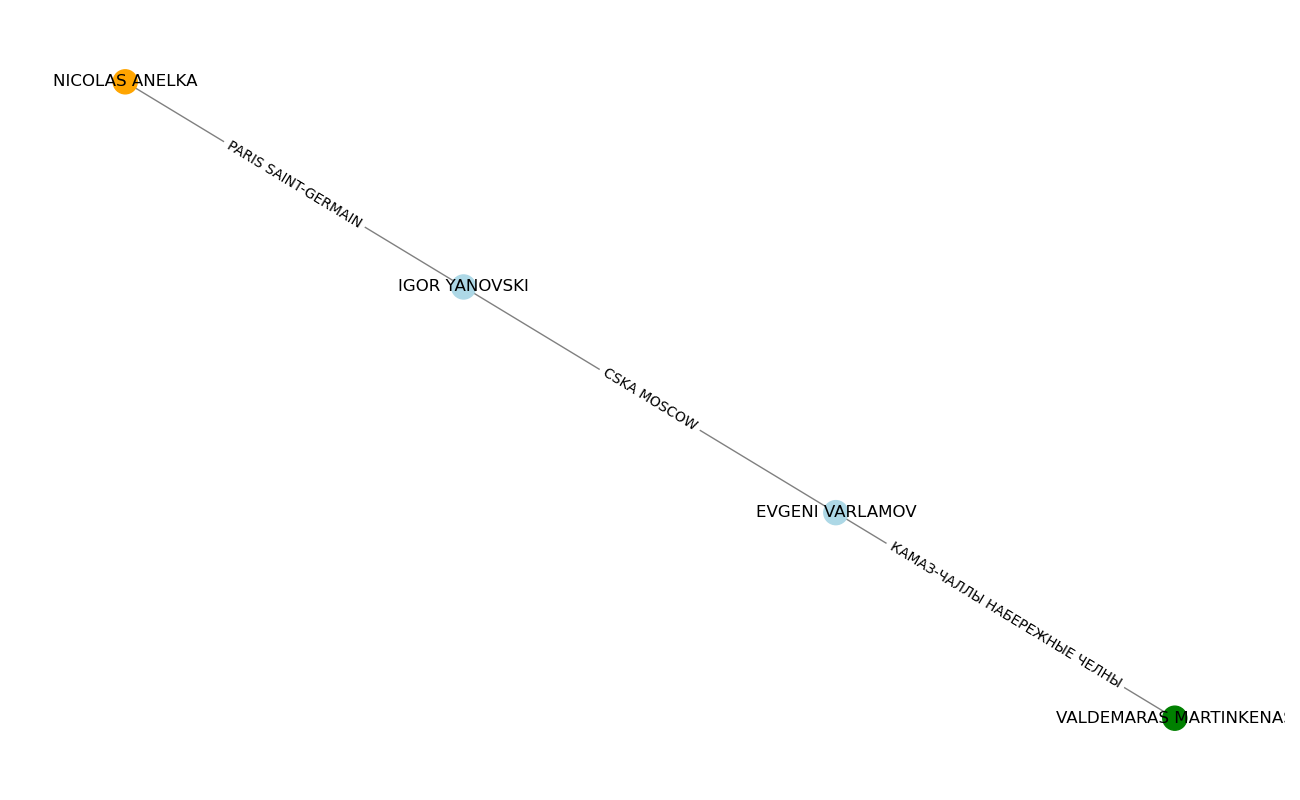 NICOLAS ANELKA
PARIS SAINT-GERMAIN
IGOR YANOVSKI
CSKA MOSCOW
EVGENI VARLAMOV
КАМАЗ-ЧАЛЛЫ НАБЕРЕЖНЫЕ ЧЕЛНЫ
VALDEMARAS MARTINKENAS